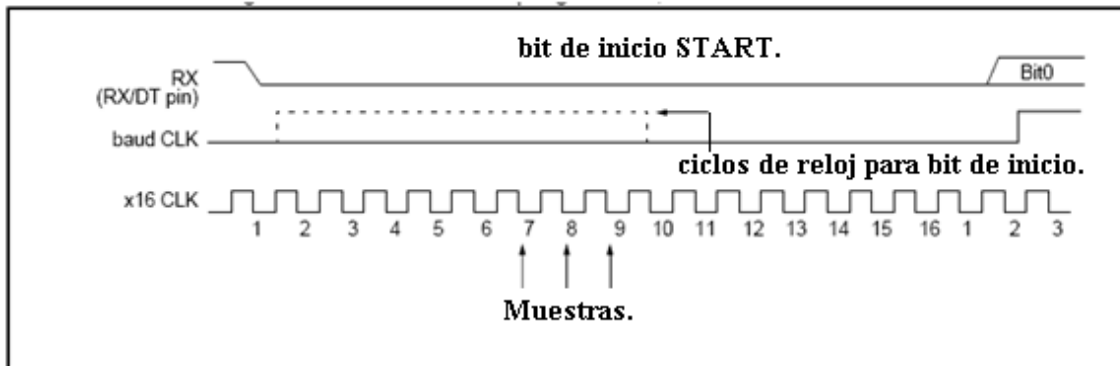 bit de inicio START.
RX
(RX/DT pin)
Bit0
baud CLK
ciclos de reloj para bit de inicio.
x16 CLK
1 2 3 4 5 6 7 8 9 10 11 12 13 14 15 16 1 2 3
Muestras.